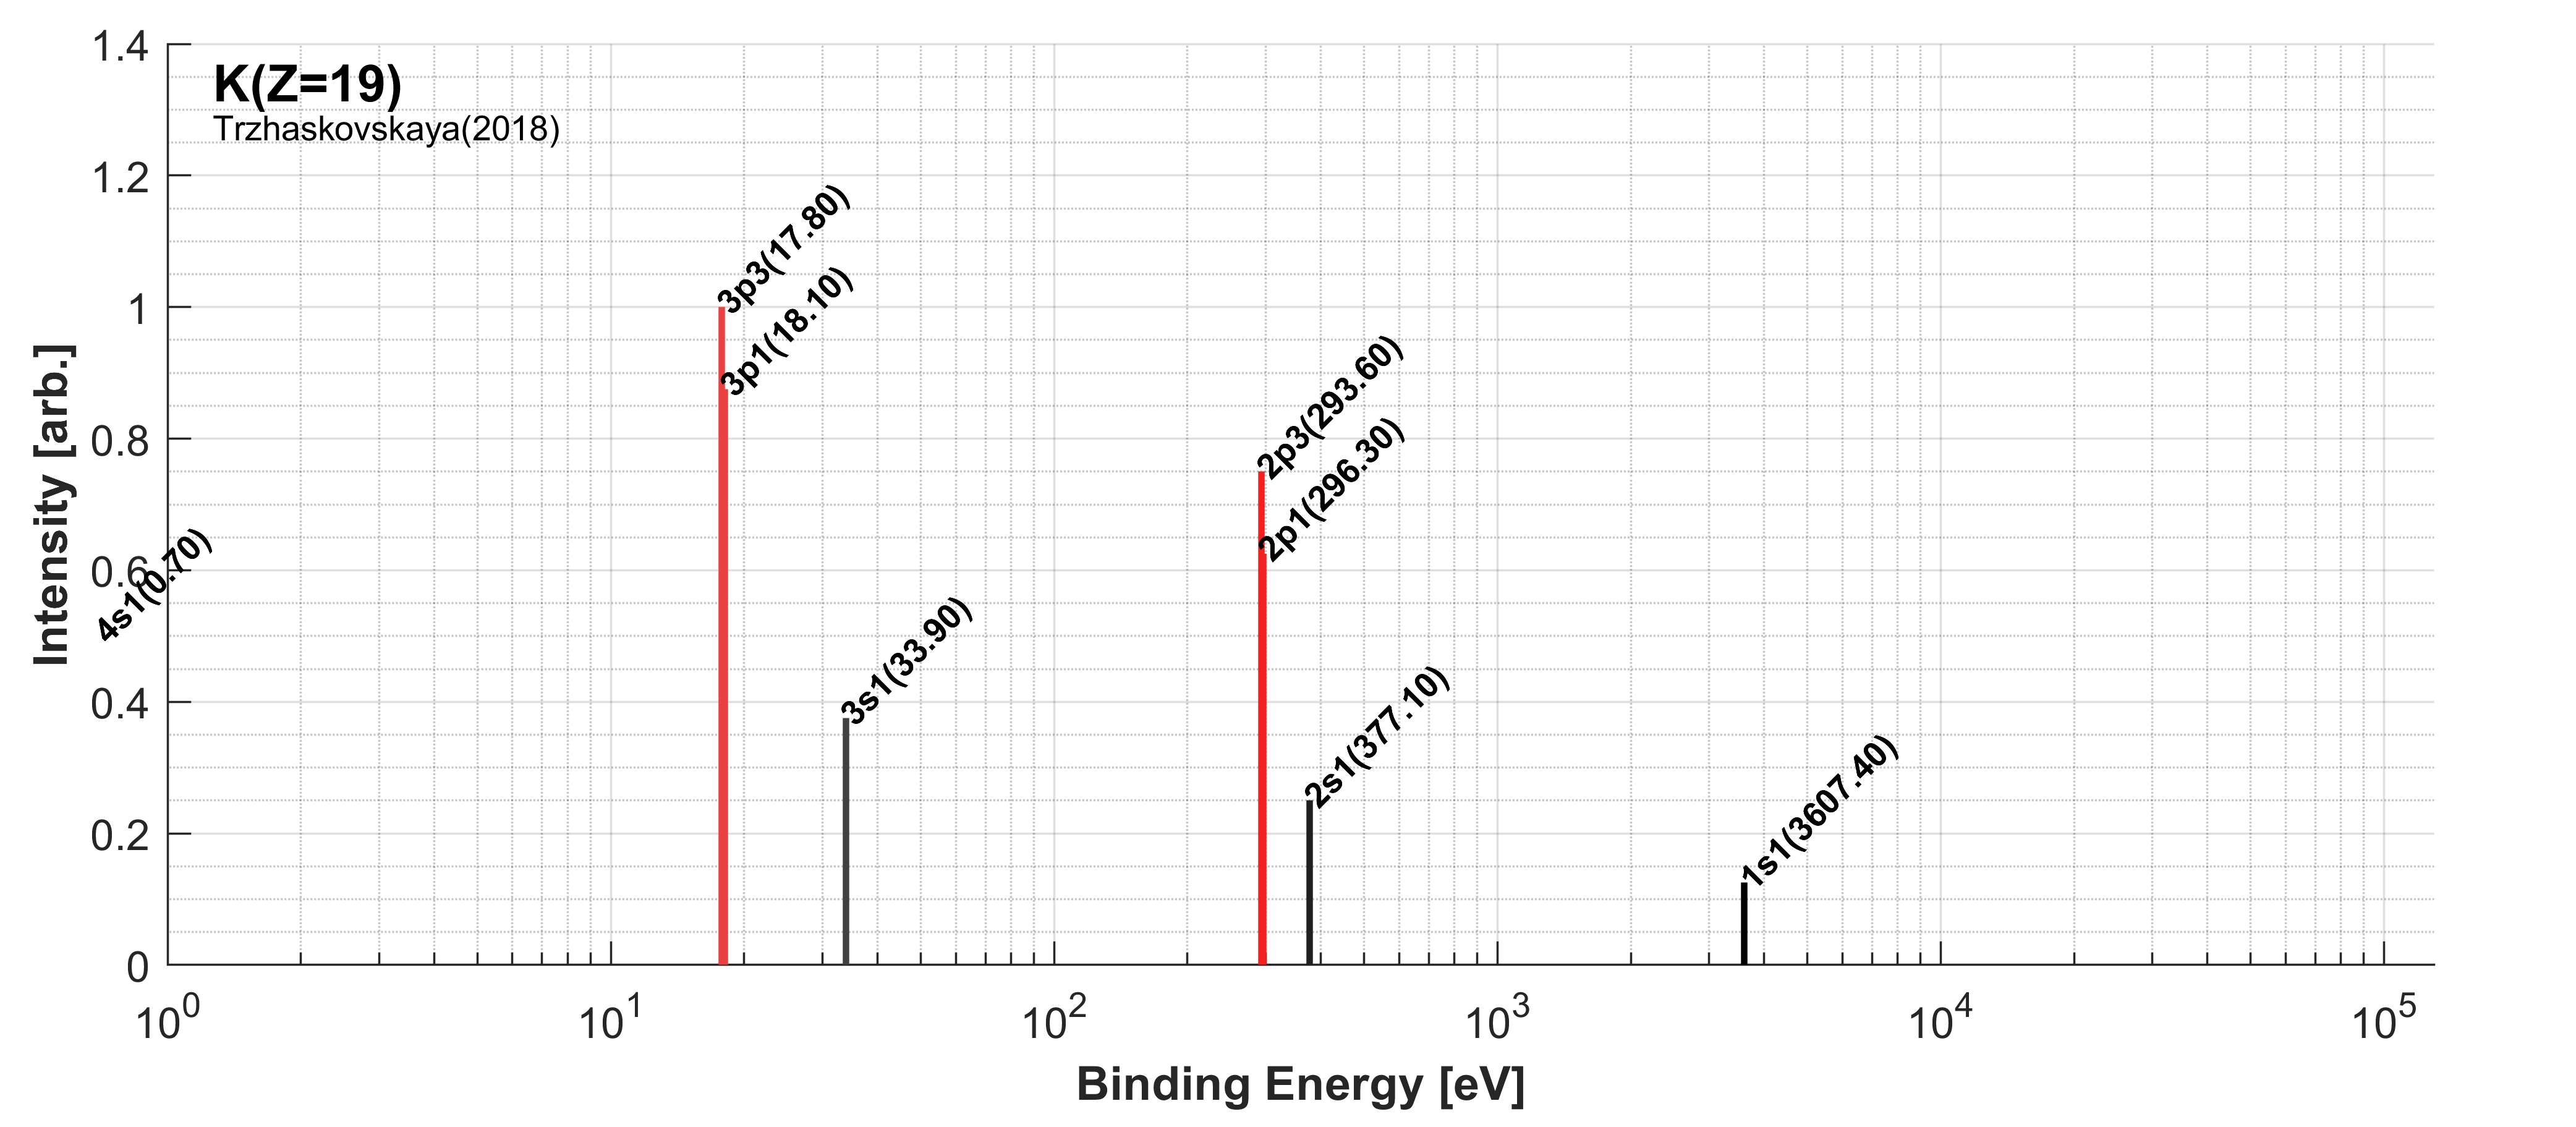 K(Z=19)
Trzhaskovskaya(2018)
Intensity [arb.]
1.4
1.2
1
0.8
0.6
0.4
0.2
0
4s1(0.70)
3p3(17.80)
3p1(18.10)
3s1(33.90)
2p3(293.60)
2p1(296.30)
2s1(377.10)
1s1(3607.40)
10^0 10^1 10^2 10^3 10^4 10^5
Binding Energy [eV]